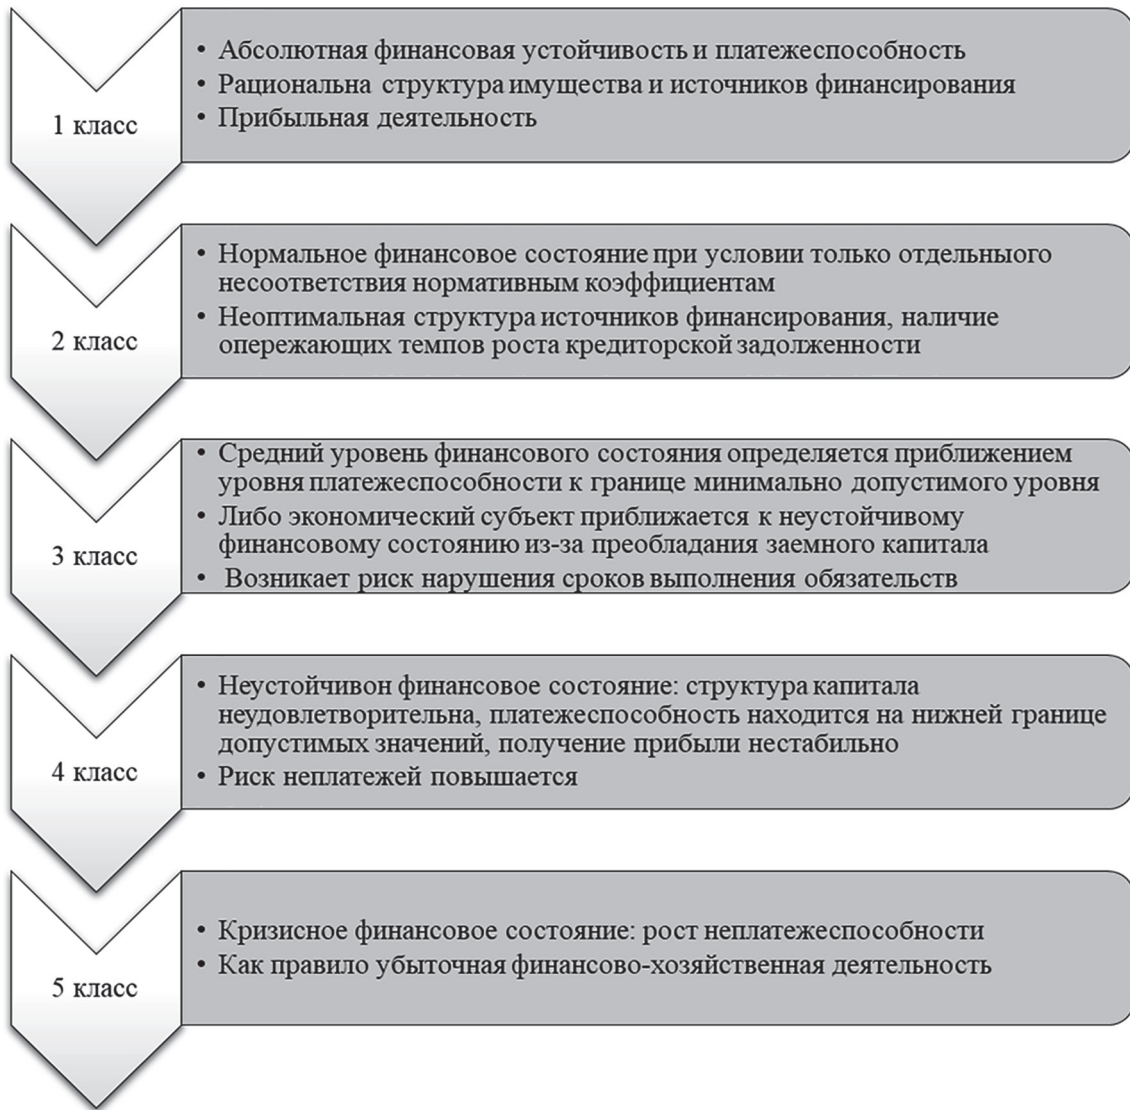 1 класс
• Абсолютная финансовая устойчивость и платежеспособность
• Рациональна структура имущества и источников финансирования
• Прибыльная деятельность
2 класс
• Нормальное финансовое состояние при условии только отдельныого
несоответствия нормативным коэффициентам
• Неоптимальная структура источников финансирования, наличие
опережающих темпов роста кредиторской задолженности
3 класс
• Средний уровень финансового состояния определяется приближением
уровня платежеспособности к границе минимально допустимого уровня
• Либо экономический субъект приближается к неустойчивому
финансовому состоянию из-за преобладания заемного капитала
• Возникает риск нарушения сроков выполнения обязательств
4 класс
• Неустойчивон финансовое состояние: структура капитала
неудовлетворительна, платежеспособность находится на нижней границе
допустимых значений, получение прибыли нестабильно
• Риск неплатежей повышается
5 класс
• Кризисное финансовое состояние: рост неплатежеспособности
• Как правило убыточная финансово-хозяйственная деятельность